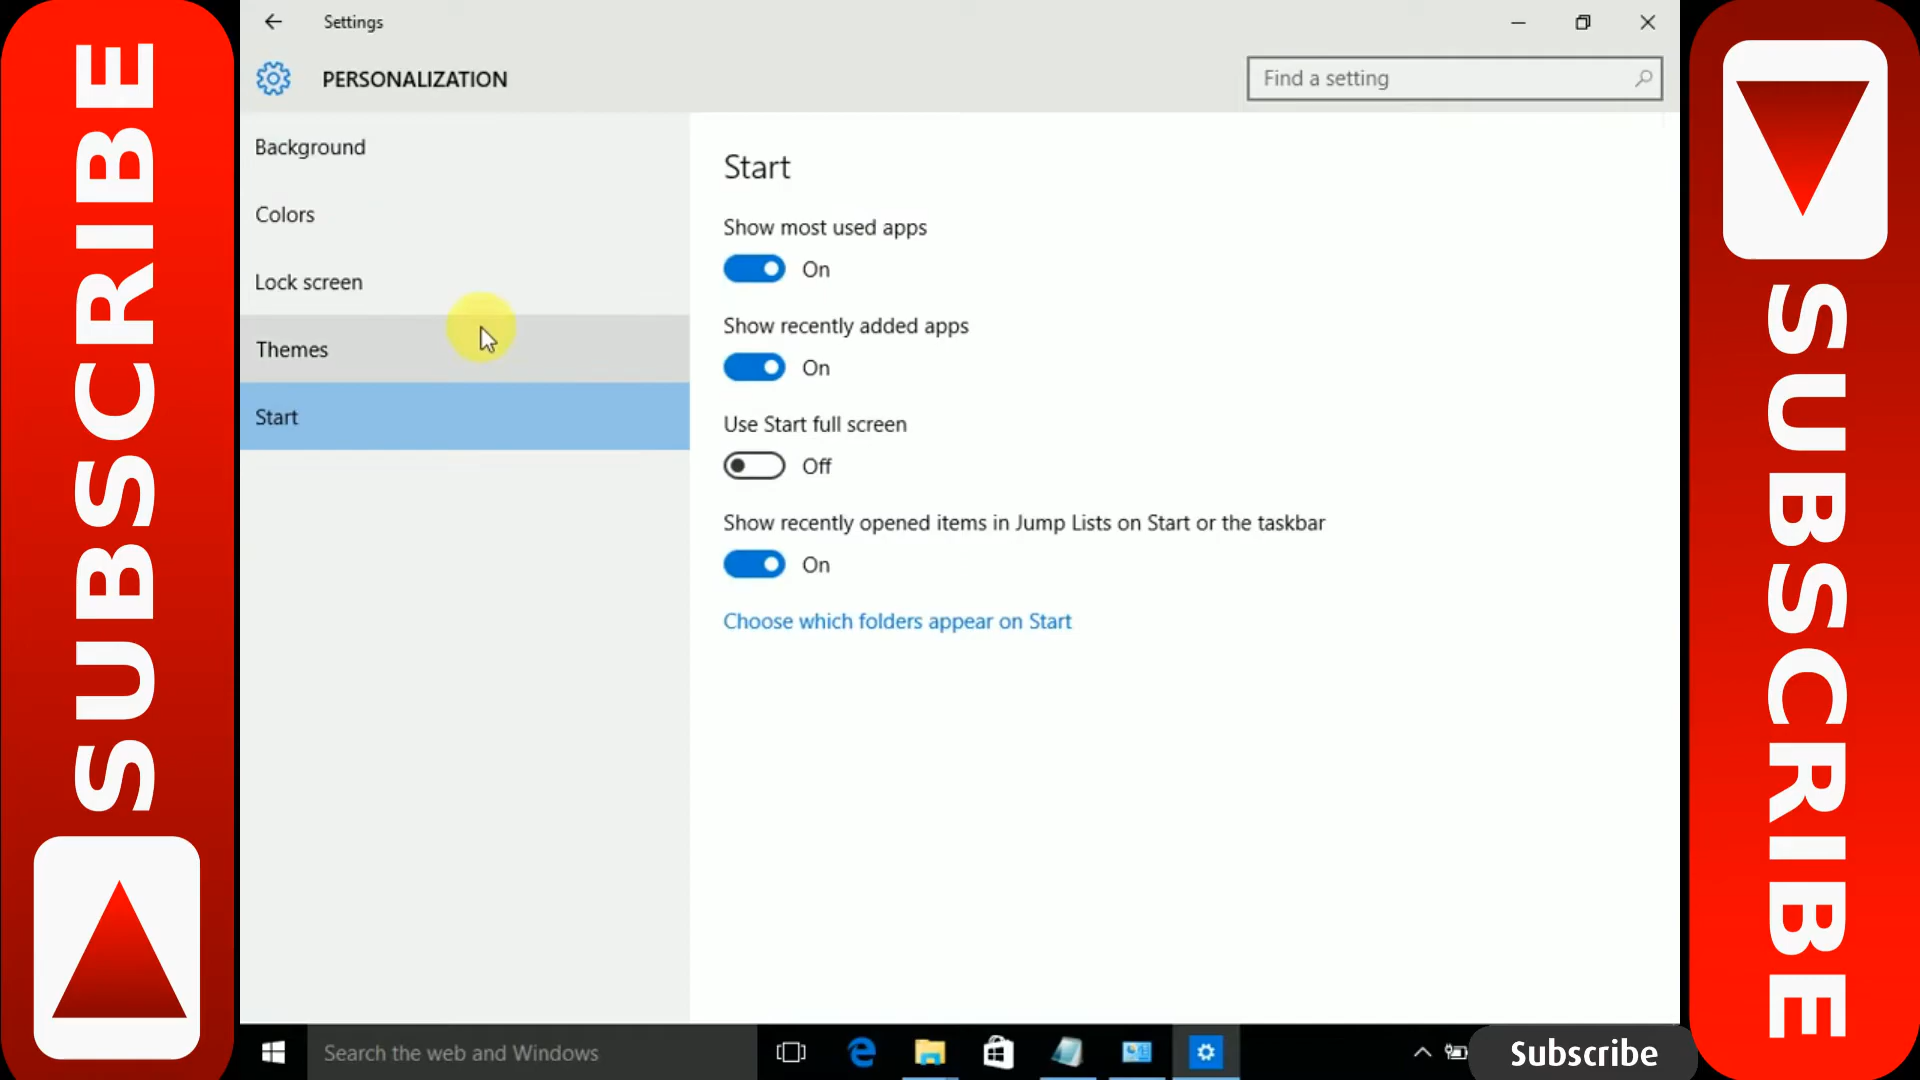 SUBSCRIBE
Settings
PERSONALIZATION
Find a setting
Background
Colors
Lock screen
Themes
Start
Start
Show most used apps
On
Show recently added apps
On
Use Start full screen
Off
Show recently opened items in Jump Lists on Start or the taskbar
On
Choose which folders appear on Start
Search the web and Windows
Subscribe
SUBSCRIBE